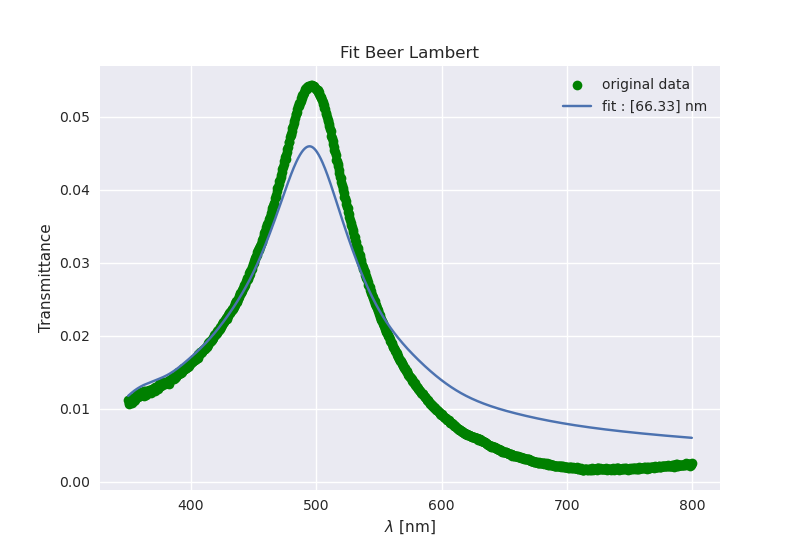 Fit Beer Lambert
original data
fit : [66.33] nm
Transmittance
0.05
0.04
0.03
0.02
0.01
0.00
400
500
600
700
800
λ [nm]